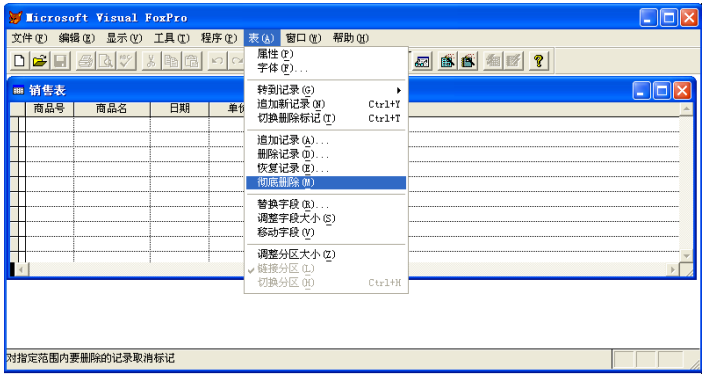 Microsoft Visual FoxPro
文件(F) 编辑(E) 显示(V) 工具(T) 程序(P) 表(A) 窗口(W) 帮助(H)
属性(P)
字体(F)...
销售表
商品号 商品名 日期 单价
转到记录(G)
追加新记录(N) Ctrl+Y
切换删除标记(T) Ctrl+T
追加记录(A)...
删除记录(D)...
恢复记录(E)...
彻底删除(M)
替换字段(R)...
调整字段大小(S)
移动字段(V)
调整分区大小(Z)
链接分区(L)
切换分区(H) Ctrl+H
对指定范围内要删除的记录取消标记